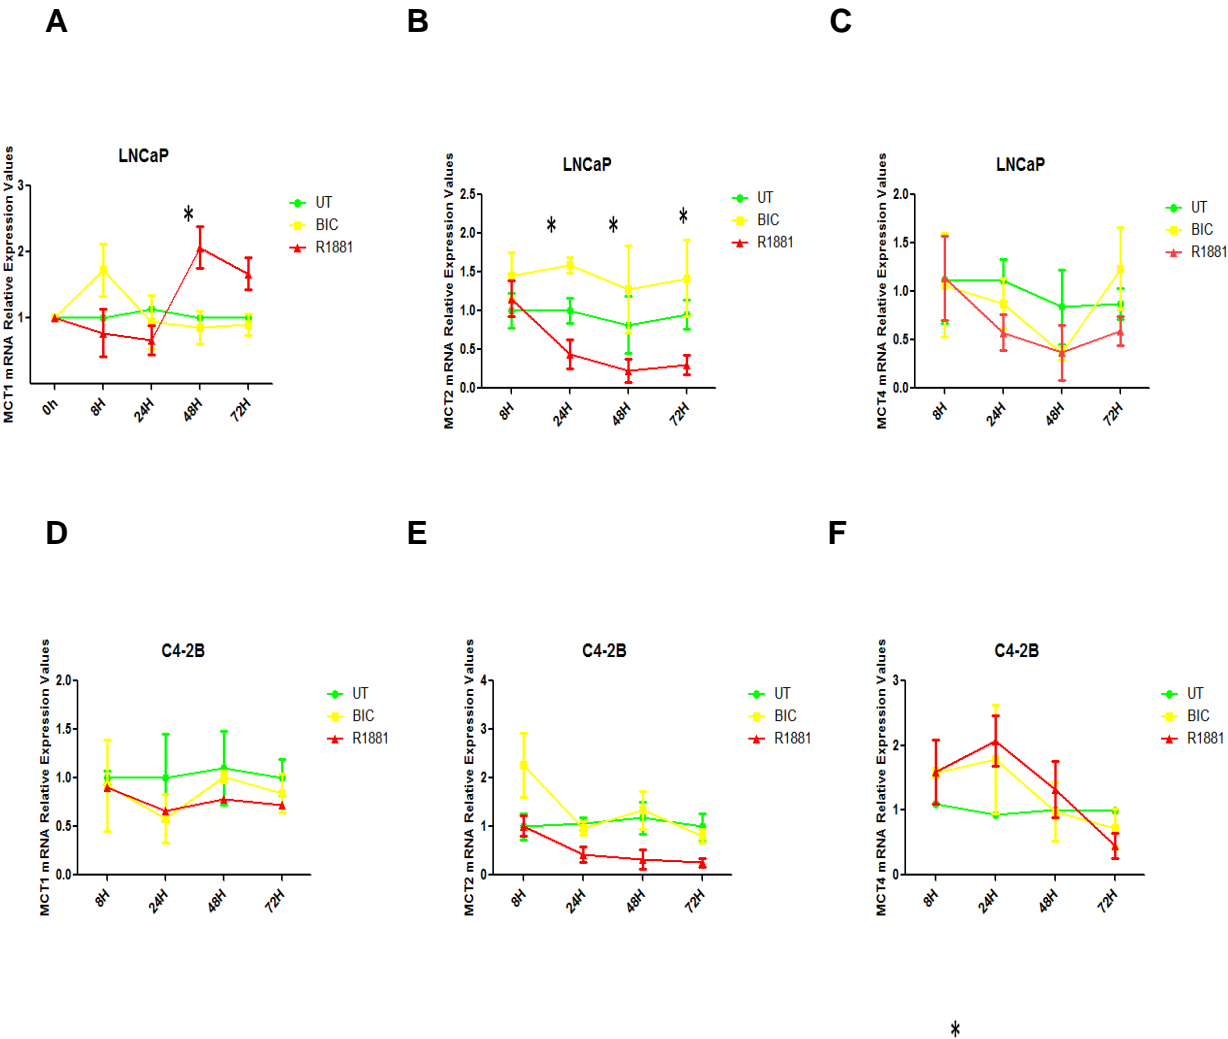 A
B
C
LNCaP
MCT1 mRNA Relative Expression Values
3
2
1
0h
8H
24H
48H
72H
*
UT
BIC
R1881
LNCaP
MCT2 mRNA Relative Expression Values
2.5
2.0
1.5
1.0
0.5
0.0
8H
24H
48H
72H
* * *
UT
BIC
R1881
LNCaP
MCT4 mRNA Relative Expression Values
2.0
1.5
1.0
0.5
0.0
8H
24H
48H
72H
UT
BIC
R1881
D
E
F
C4-2B
MCT1 mRNA Relative Expression Values
2.0
1.5
1.0
0.5
0.0
8H
24H
48H
72H
UT
BIC
R1881
C4-2B
MCT2 mRNA Relative Expression Values
4
3
2
1
0
8H
24H
48H
72H
UT
BIC
R1881
C4-2B
MCT4 mRNA Relative Expression Values
3
2
1
0
8H
24H
48H
72H
UT
BIC
R1881
*